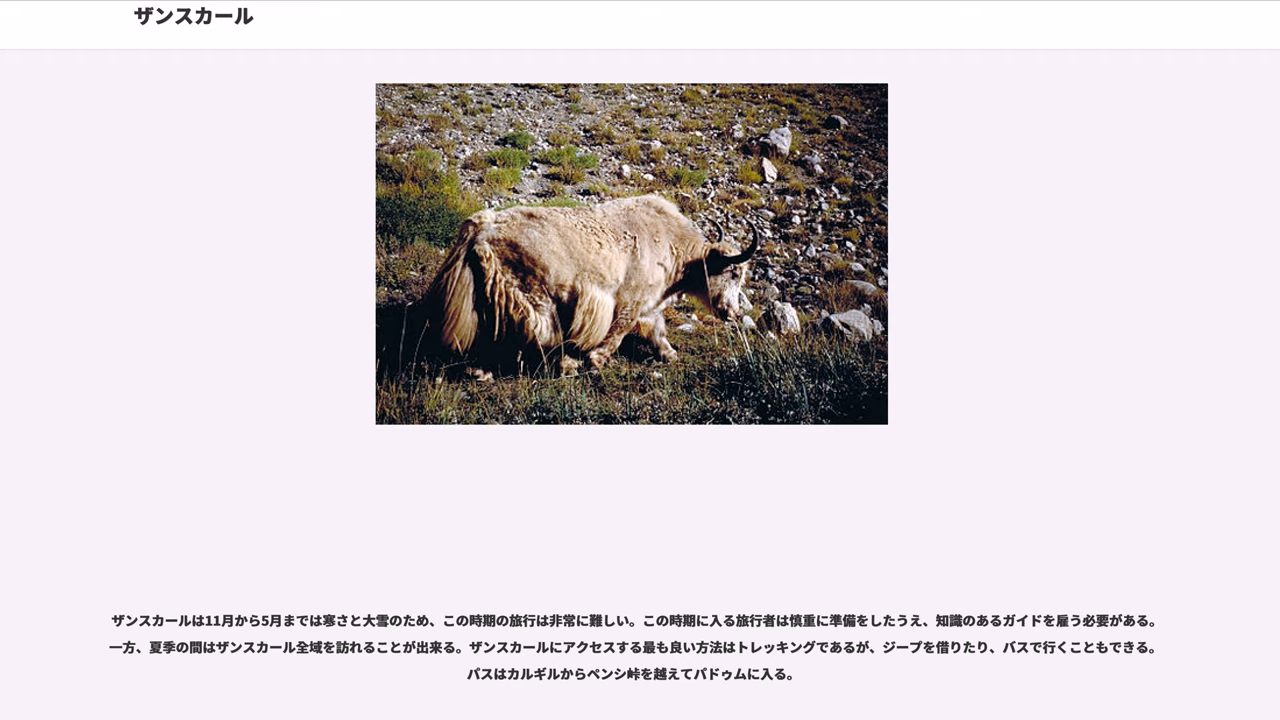 ザンスカール
ザンスカールは11月から5月までは寒さと大雪のため、この時期の旅行は非常に難しい。この時期に入る旅行者は慎重に準備をしたうえ、知識のあるガイドを雇う必要がある。
一方、夏季の間はザンスカール全域を訪れることが出来る。ザンスカールにアクセスする最も良い方法はトレッキングであるが、ジープを借りたり、バスで行くこともできる。
バスはカルギルからペンシ峠を越えてパドゥムに入る。